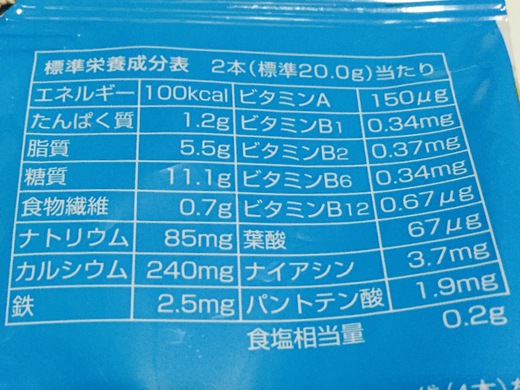 標準栄養成分表 2本(標準20.0g)当たり
エネルギー 100kcal ビタミンA 150μg
たんぱく質 1.2g ビタミンB1 0.34mg
脂質 5.5g ビタミンB2 0.37mg
糖質 11.1g ビタミンB6 0.34mg
食物繊維 0.7g ビタミンB12 0.67μg
ナトリウム 85mg 葉酸 67μg
カルシウム 240mg ナイアシン 3.7mg
鉄 2.5mg パントテン酸 1.9mg
食塩相当量 0.2g